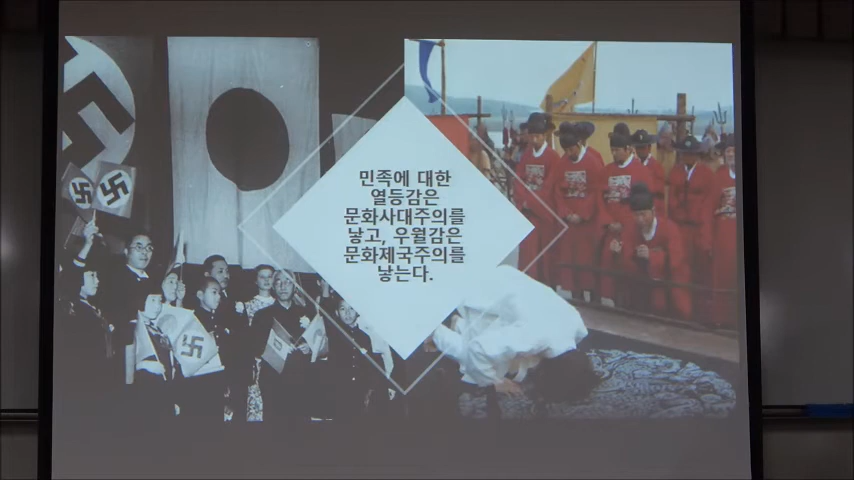 민족에 대한
열등감은
문화사대주의를
낳고, 우월감은
문화제국주의를
낳는다.